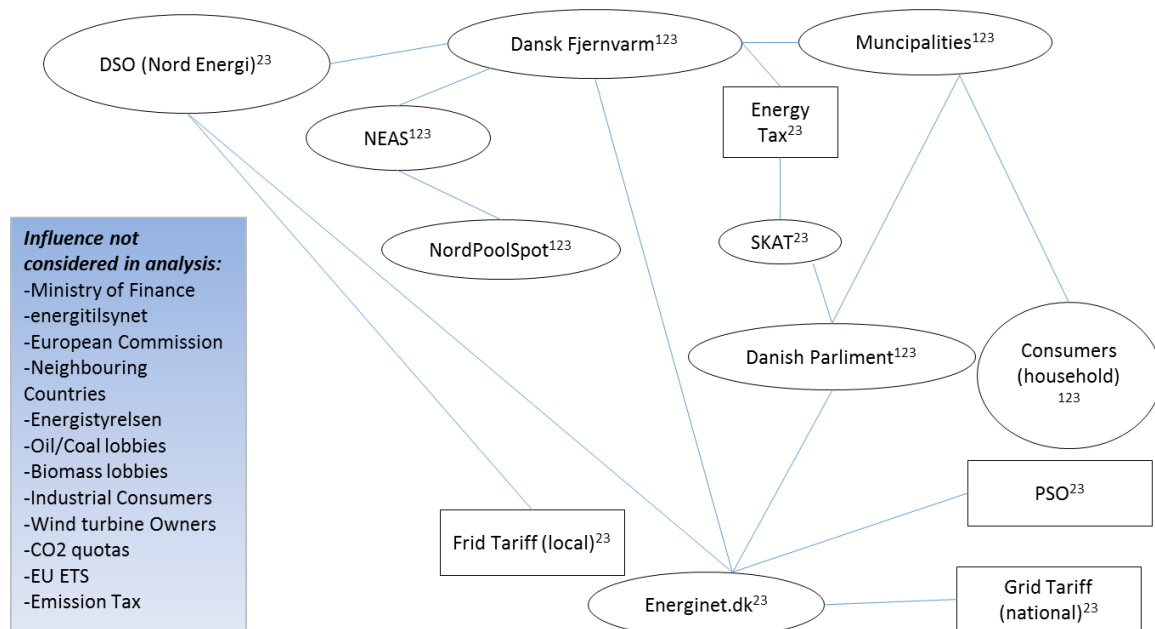 Dansk Fjernvarm123
Muncipalities123
DSO (Nord Energi)23
Energy
Tax23
NEAS123
SKAT23
NordPoolSpot123
Influence not
considered in analysis:
-Ministry of Finance
-energitilsynet
-European Commission
-Neighbouring
Countries
-Energistyrelsen
-Oil/Coal lobbies
-Biomass lobbies
-Industrial Consumers
-Wind turbine Owners
-CO2 quotas
-EU ETS
-Emission Tax
Danish Parliment123
Consumers
(household)
123
PSO23
Frid Tariff (local)23
Energinet.dk23
Grid Tariff
(national)23